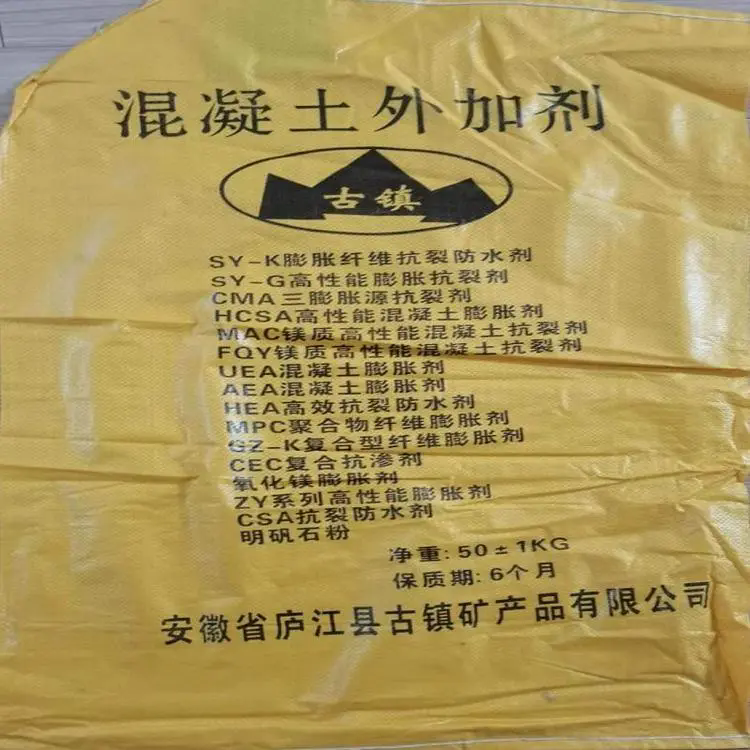 混凝土外加剂
古镇
SY-K膨胀纤维抗裂防水剂
SY-G高性能膨胀抗裂剂
CMA三膨胀源抗裂剂
HCSA高性能混凝土膨胀剂
MAC镁质高性能混凝土抗裂剂
FQY镁质高性能混凝土抗裂剂
UEA混凝土膨胀剂
AEA混凝土膨胀剂
HEA高效抗裂防水剂
MPC聚合物纤维膨胀剂
GZ-K复合型纤维膨胀剂
CEC复合抗渗剂
氧化镁膨胀剂
ZY系列高性能膨胀剂
CSA抗裂防水剂
明矾石粉
净重: 50±1KG
保质期: 6个月
安徽省庐江县古镇矿产品有限公司